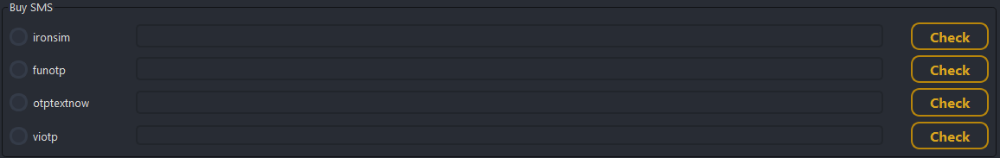 Buy SMS
ironsim Check
funotp Check
otptextnow Check
viotp Check